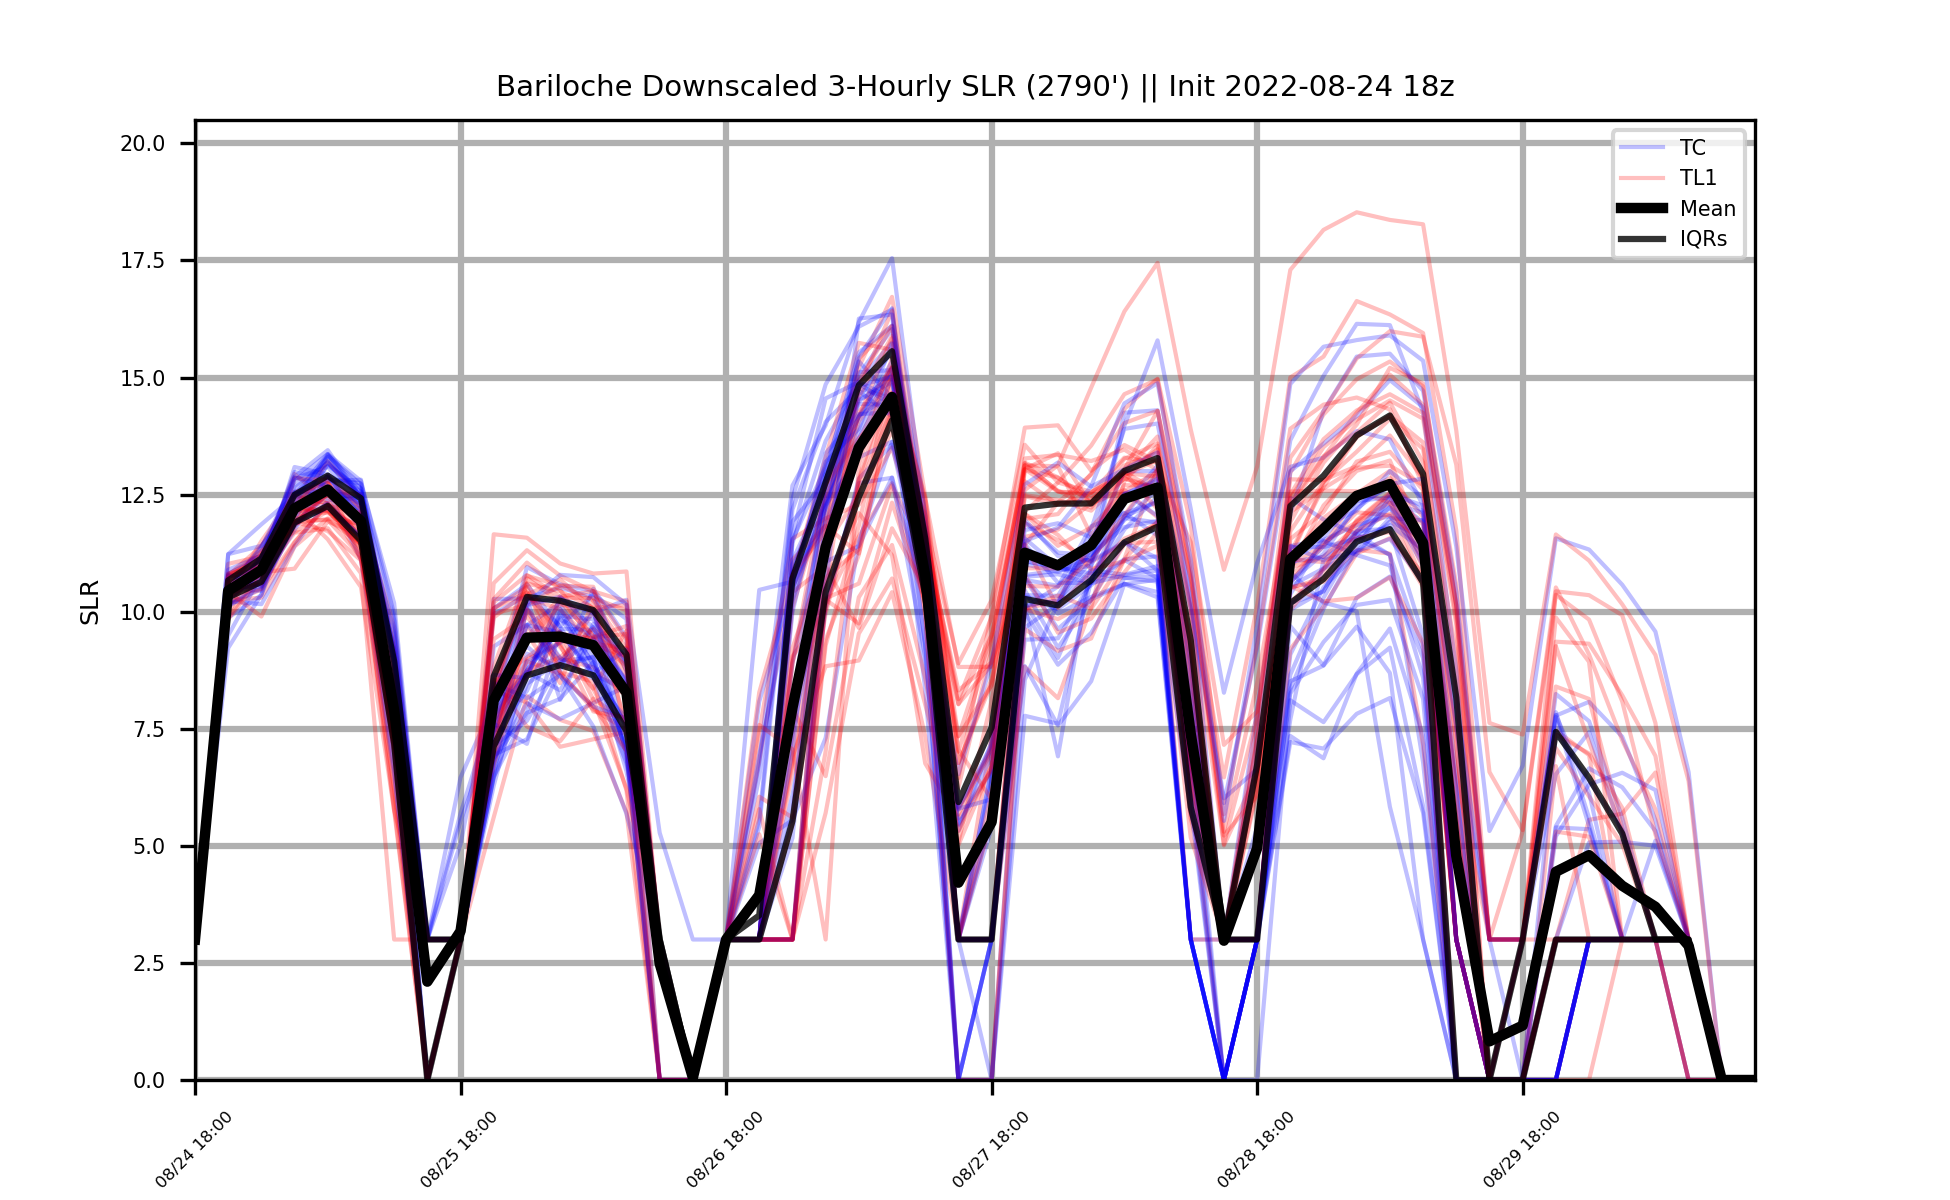 Bariloche Downscaled 3-Hourly SLR (2790') || Init 2022-08-24 18z
20.0
17.5
15.0
12.5
10.0
7.5
5.0
2.5
0.0
SLR
TC
TL1
Mean
IQRs
08/24 18:00
08/25 18:00
08/26 18:00
08/27 18:00
08/28 18:00
08/29 18:00